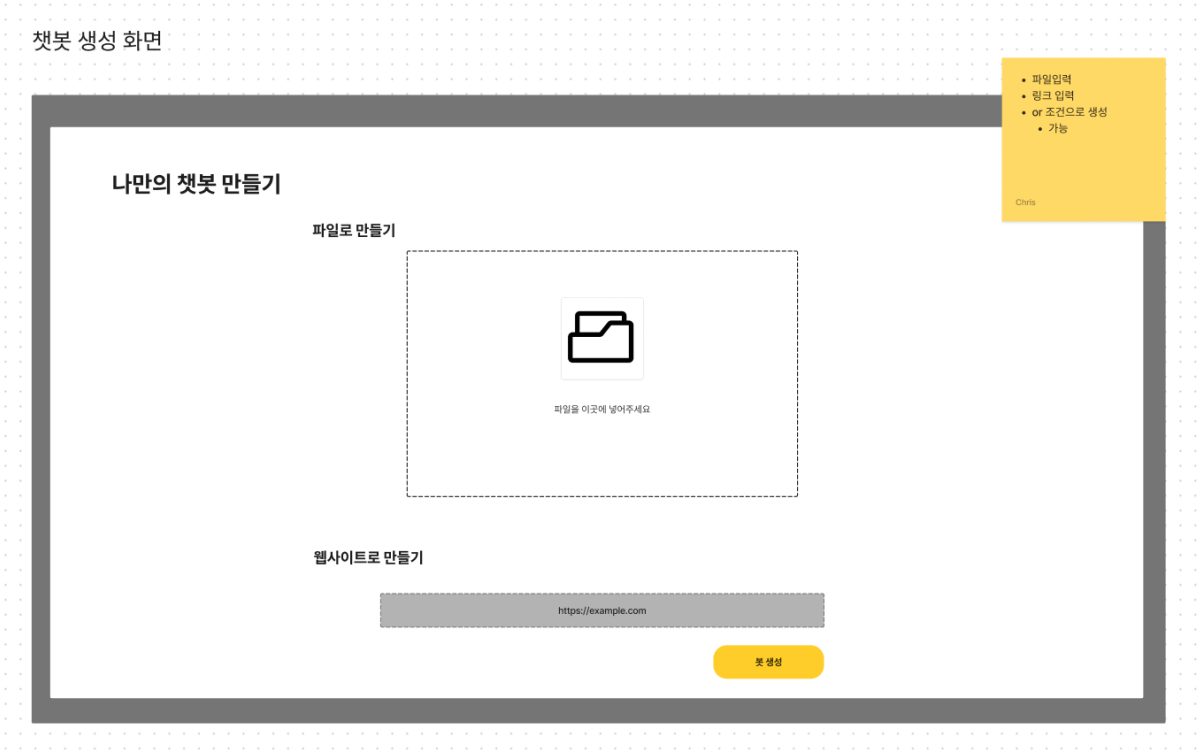 챗봇 생성 화면
파일입력
링크 입력
or 조건으로 생성
가능
Chris
나만의 챗봇 만들기
파일로 만들기
파일을 이곳에 넣어주세요
웹사이트로 만들기
https://example.com
봇 생성